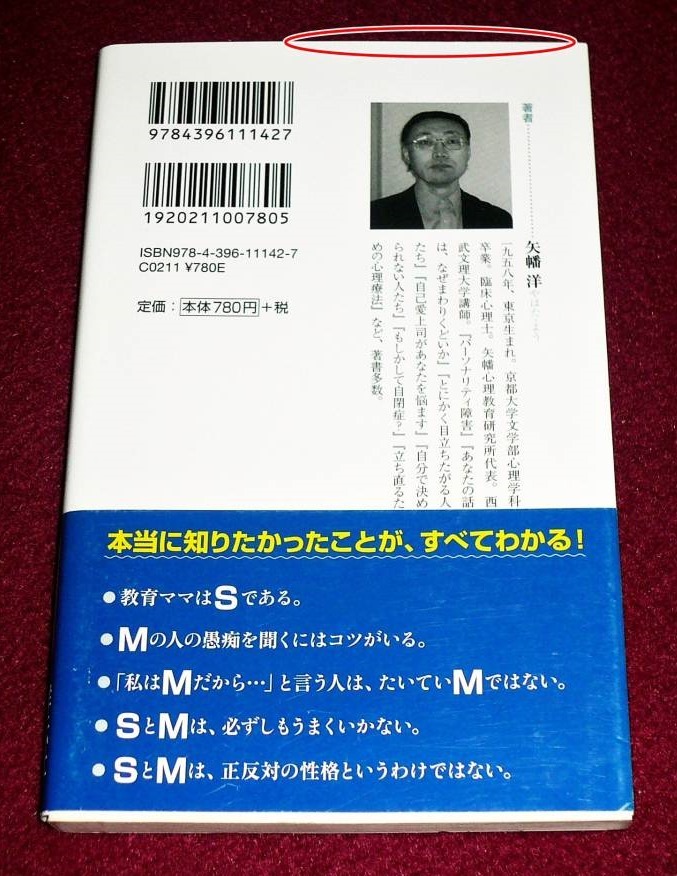 9784396111427
1920211007805
ISBN978-4-396-11142-7
C0211 ¥780E
定価：本体780円＋税
著者
矢幡 洋
一九五八年、東京生まれ。京都大学文学部心理学科
卒業。臨床心理士。矢幡心理教育研究所代表。西
武文理大学講師。『パーソナリティ障害』『あなたの話
は、なぜまわりくどいか』『とにかく目立ちたがる人
たち』『自己愛上司があなたを悩ます』『自分で決め
られない人たち』『もしかして自閉症？』『立ち直るた
めの心理療法』など、著書多数。
本当に知りたかったことが、すべてわかる！
●教育ママはSである。
●Mの人の愚痴を聞くにはコツがいる。
●「私はMだから…」と言う人は、たいていMではない。
●SとMは、必ずしもうまくいかない。
●SとMは、正反対の性格というわけではない。